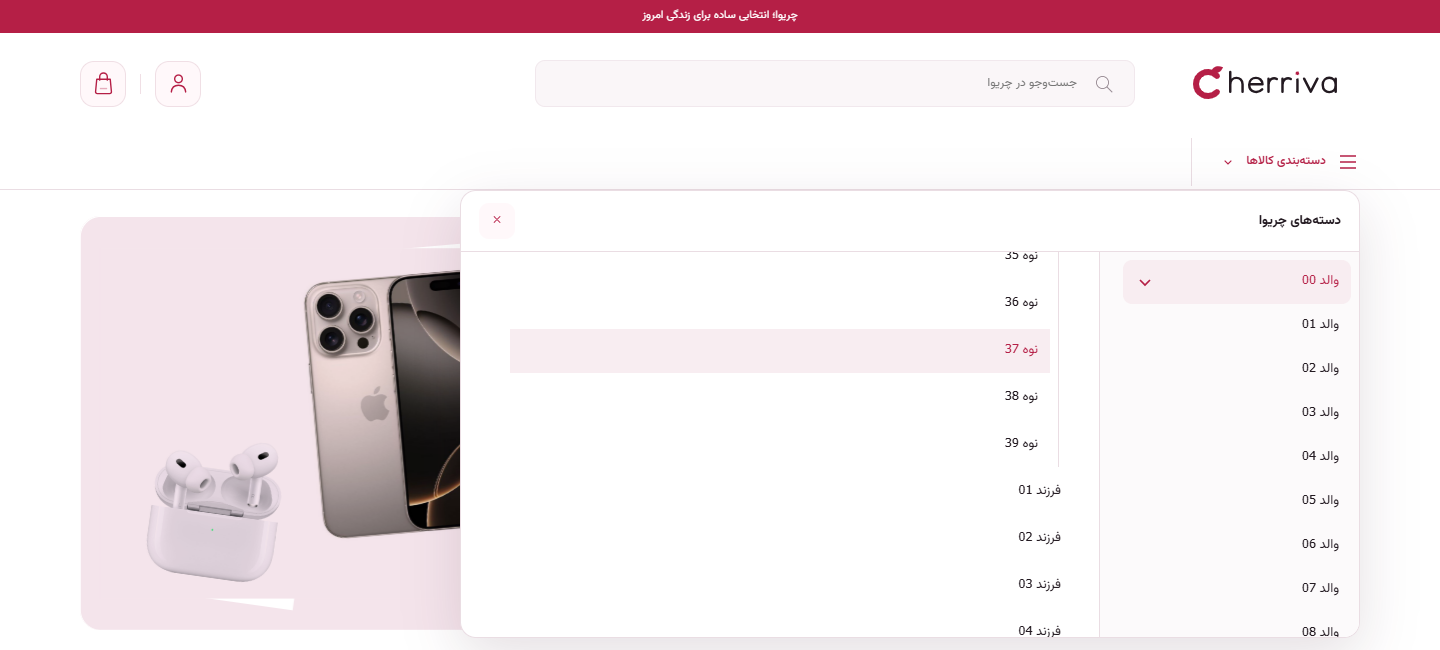 چریوا؛ انتخابی ساده برای زندگی امروز
Cherriva
جست‌وجو در چریوا
دسته‌بندی کالاها
دسته‌های چریوا
×
والد 00
والد 01
والد 02
والد 03
والد 04
والد 05
والد 06
والد 07
والد 08
نوه 35
نوه 36
نوه 37
نوه 38
نوه 39
فرزند 01
فرزند 02
فرزند 03
فرزند 04